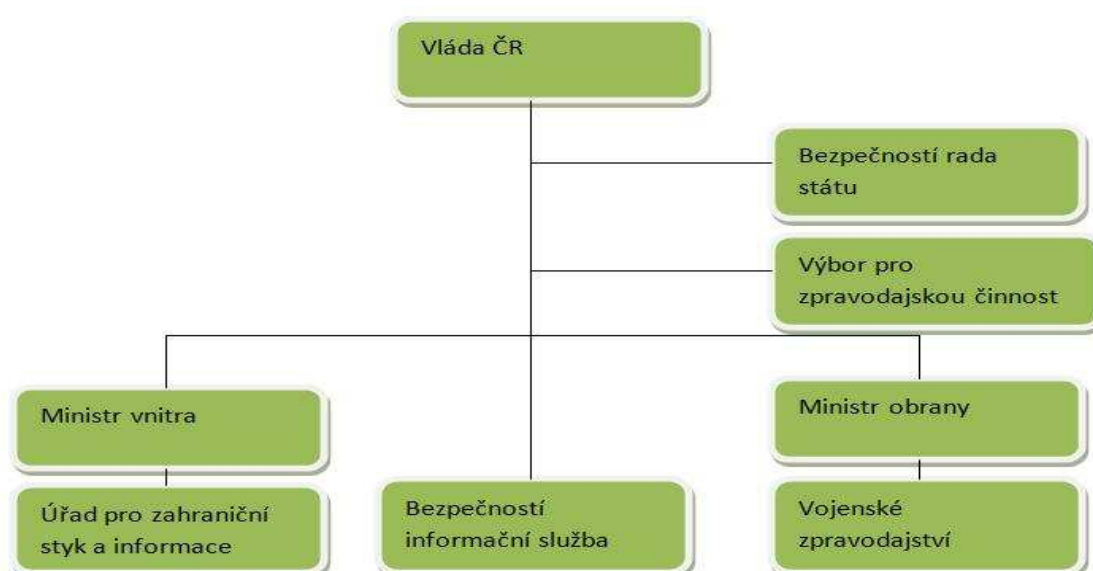 Vláda ČR
Bezpečností rada
státu
Výbor pro
zpravodajskou činnost
Ministr vnitra
Ministr obrany
Úřad pro zahraniční
styk a informace
Bezpečností
informační služba
Vojenské
zpravodajství